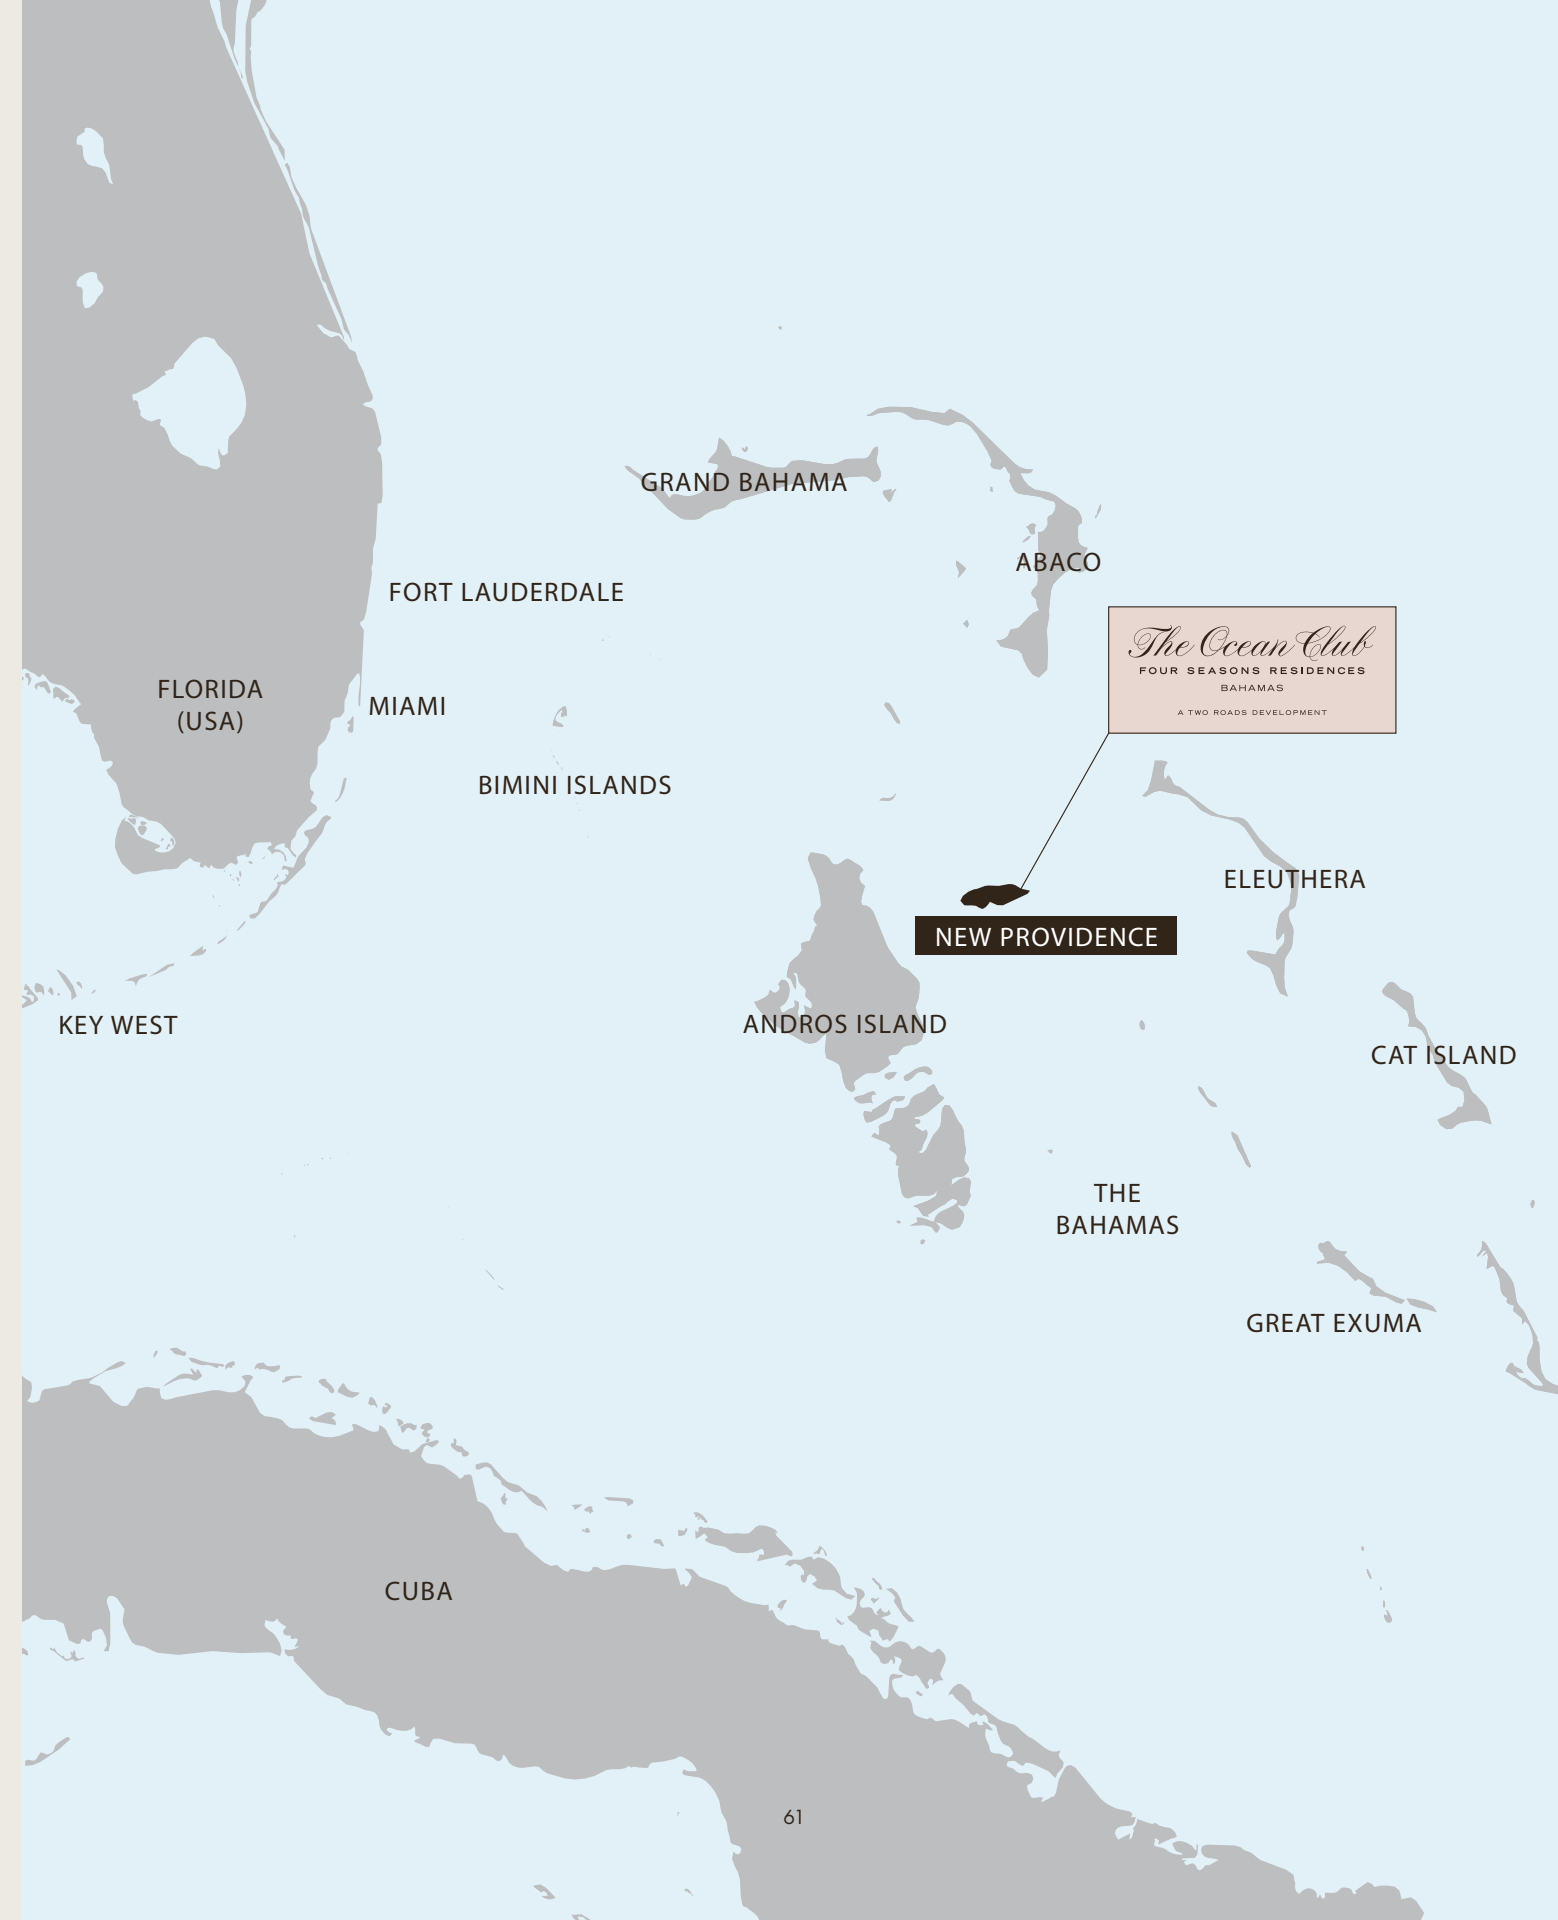 GRAND BAHAMA
ABACO
FORT LAUDERDALE
The Ocean Club
FOUR SEASONS RESIDENCES
BAHAMAS
A TWO ROADS DEVELOPMENT
FLORIDA
(USA)
MIAMI
BIMINI ISLANDS
ELEUTHERA
NEW PROVIDENCE
KEY WEST
ANDROS ISLAND
CAT ISLAND
THE
BAHAMAS
GREAT EXUMA
CUBA
61